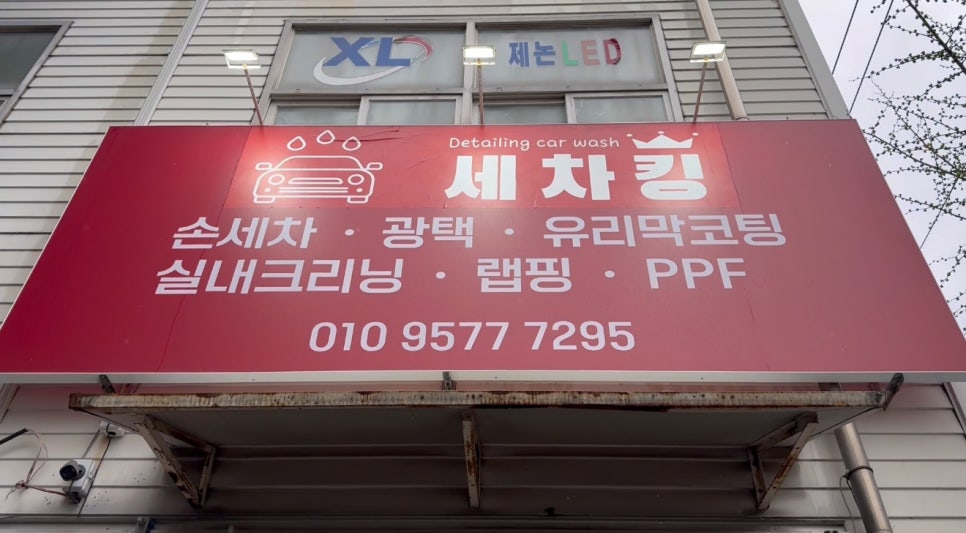 XL 제논LED
Detailing car wash
세차킹
손세차 · 광택 · 유리막코팅
실내크리닝 · 랩핑 · PPF
010 9577 7295